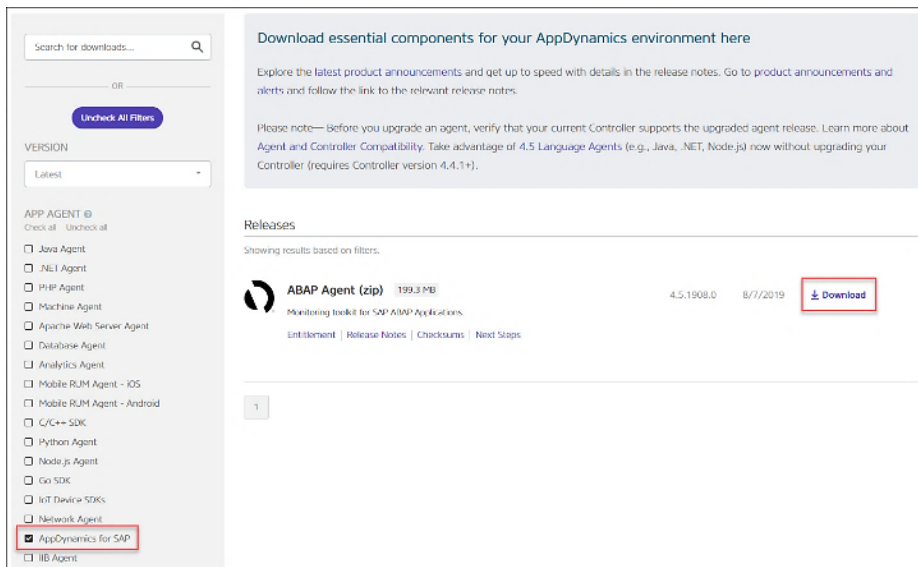 Search for downloads...
OR
Uncheck All Filters
VERSION
Latest
APP AGENT
Check all Uncheck all
Java Agent
.NET Agent
PHP Agent
Machine Agent
Apache Web Server Agent
Database Agent
Analytics Agent
Mobile RUM Agent - iOS
Mobile RUM Agent - Android
C/C++ SDK
Python Agent
Node.js Agent
Go SDK
IoT Device SDKs
Network Agent
AppDynamics for SAP
IIB Agent
Download essential components for your AppDynamics environment here
Explore the latest product announcements and get up to speed with details in the release notes. Go to product announcements and
alerts and follow the link to the relevant release notes.
Please note— Before you upgrade an agent, verify that your current Controller supports the upgraded agent release. Learn more about
Agent and Controller Compatibility. Take advantage of 4.5 Language Agents (e.g., Java, .NET, Node.js) now without upgrading your
Controller (requires Controller version 4.4.1+).
Releases
Showing results based on filters.
ABAP Agent (zip) 199.3 MB 4.5.1908.0 8/7/2019 Download
Monitoring toolkit for SAP ABAP Applications.
Entitlement | Release Notes | Checksums | Next Steps
1